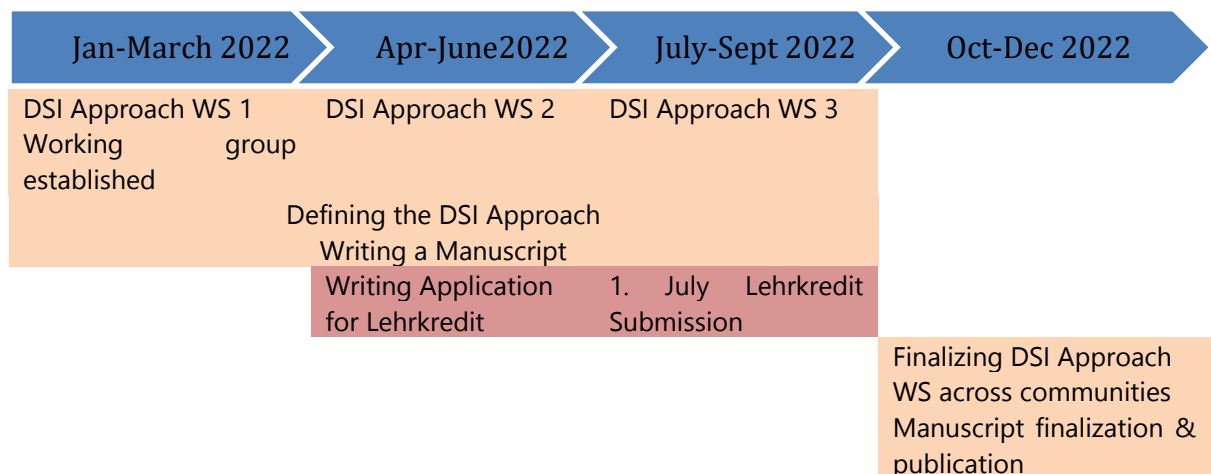 Jan-March 2022 Apr-June2022 July-Sept 2022 Oct-Dec 2022
DSI Approach WS 1 DSI Approach WS 2 DSI Approach WS 3
Working group
established
Defining the DSI Approach
Writing a Manuscript
Writing Application 1. July Lehrkredit
for Lehrkredit Submission
Finalizing DSI Approach
WS across communities
Manuscript finalization &
publication